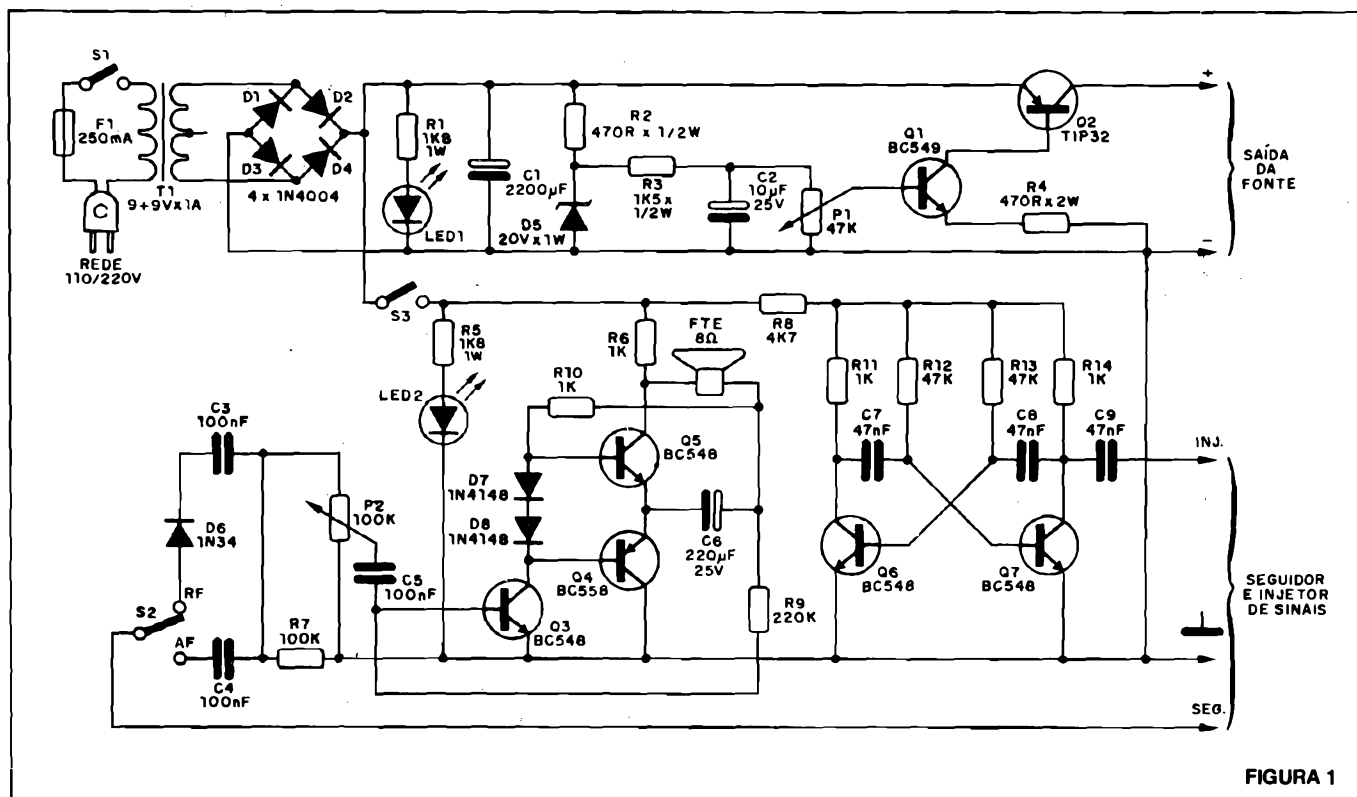 S1
F1
250mA
REDE
110/220V
T1
9+9V x 1A
D1
D2
D3
D4
4 x 1N4004
R1
1K8
1W
LED1
C1
2200µF
R2
470R x 1/2W
D5
20V x 1W
R3
1K5 x
1/2W
C2
10µF
25V
P1
47K
Q1
BC549
Q2
TIP32
R4
470R x 2W
+
−
SAÍDA
DA
FONTE
S3
R5
1K8
1W
LED2
R6
1K
FTE
8Ω
R8
4K7
R10
1K
D7
1N4148
D8
1N4148
Q5
BC548
Q4
BC558
Q3
BC548
C6
220µF
25V
R9
220K
R11
1K
R12
47K
R13
47K
R14
1K
C7
47nF
C8
47nF
C9
47nF
Q6
BC548
Q7
BC548
INJ.
SEGUIDOR
E INJETOR
DE SINAIS
SEG.
C3
100nF
D6
1N34
P2
100K
C5
100nF
S2
RF
AF
R7
100K
C4
100nF
FIGURA 1